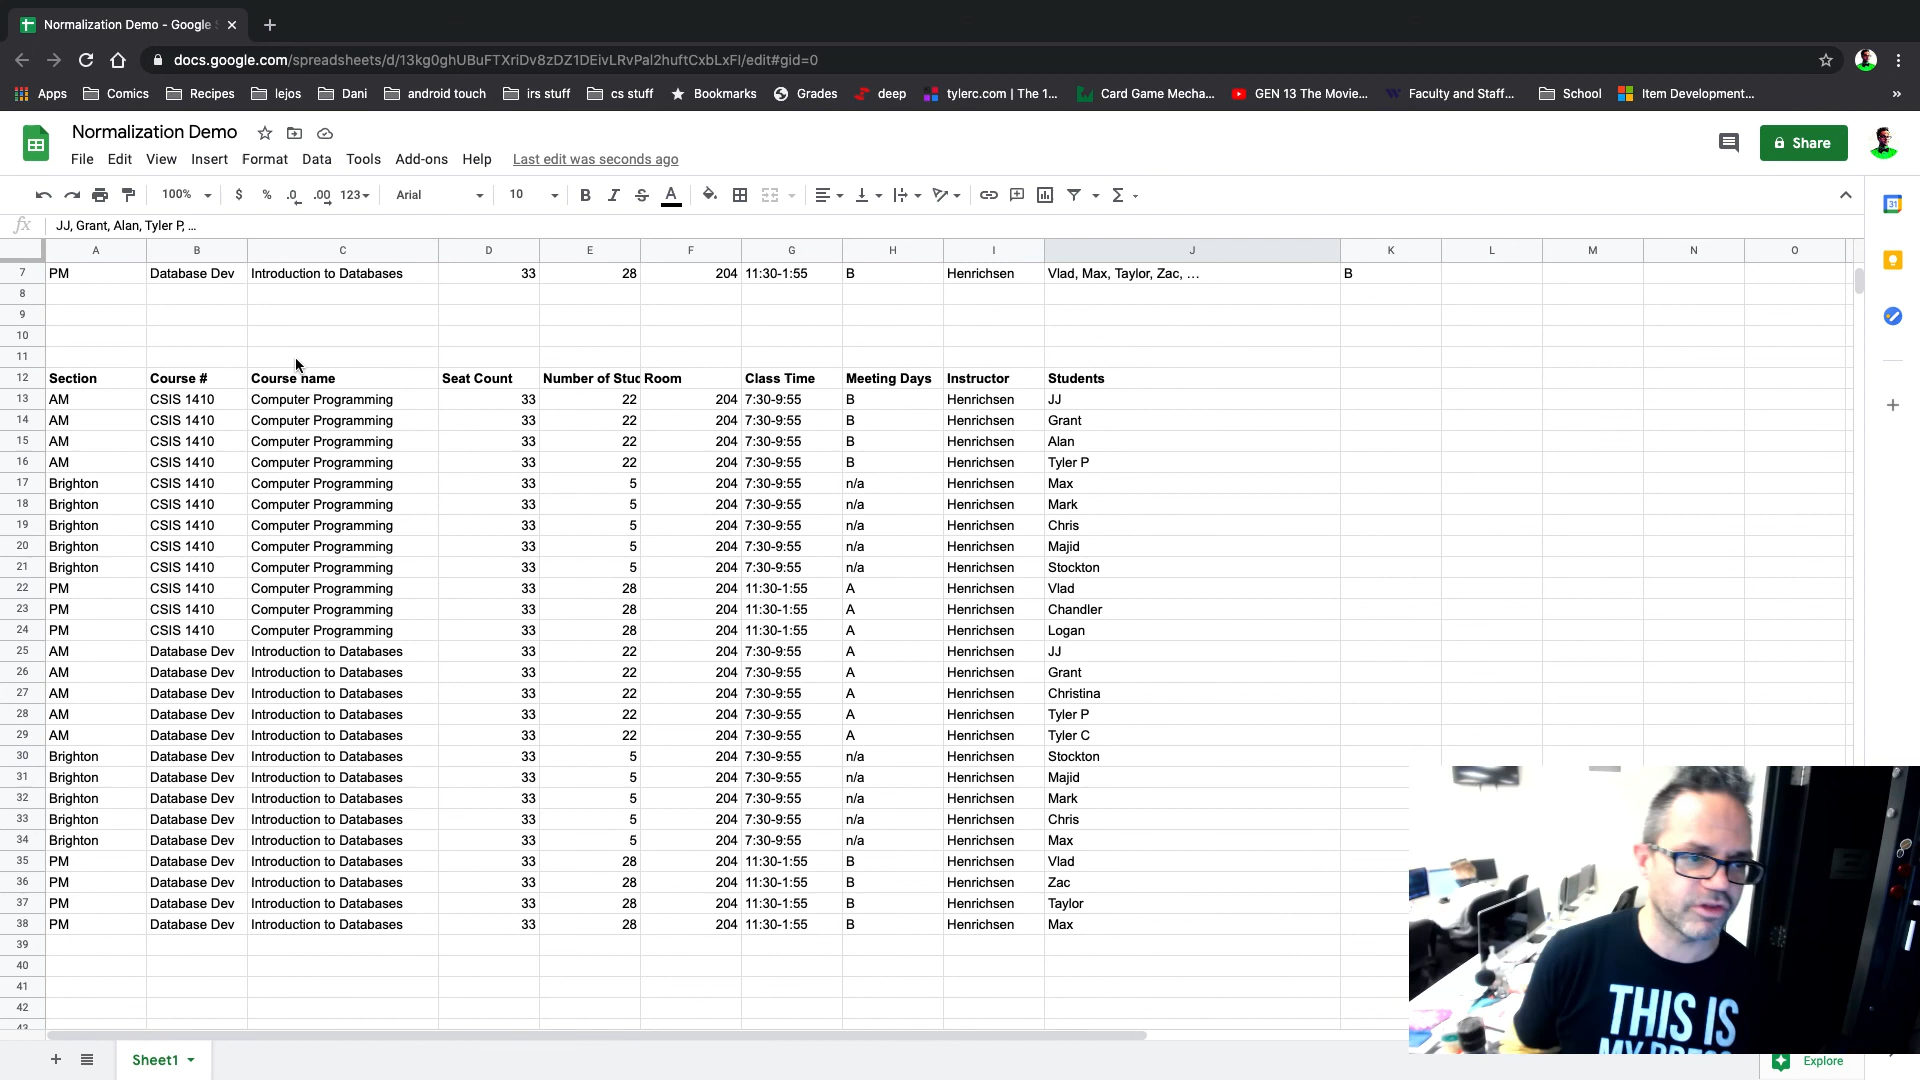 Normalization Demo - Google S
docs.google.com/spreadsheets/d/13kg0ghUBuFTXriDv8zDZ1DEivLRvPal2huftCxbLxFI/edit#gid=0
Apps Comics Recipes lejos Dani android touch irs stuff cs stuff Bookmarks Grades deep tylerc.com | The 1... Card Game Mecha... GEN 13 The Movie... Faculty and Staff... School Item Development... »
Normalization Demo
Share
File Edit View Insert Format Data Tools Add-ons Help Last edit was seconds ago
100% $ % .0 .00 123 Arial 10 B I S A Σ
31
fx JJ, Grant, Alan, Tyler P, ...
A B C D E F G H I J K L M N O
7 PM Database Dev Introduction to Databases 33 28 204 11:30-1:55 B Henrichsen Vlad, Max, Taylor, Zac, ... B
8
9
10
11
12 Section Course # Course name Seat Count Number of Stuc Room Class Time Meeting Days Instructor Students
13 AM CSIS 1410 Computer Programming 33 22 204 7:30-9:55 B Henrichsen JJ
14 AM CSIS 1410 Computer Programming 33 22 204 7:30-9:55 B Henrichsen Grant
15 AM CSIS 1410 Computer Programming 33 22 204 7:30-9:55 B Henrichsen Alan
16 AM CSIS 1410 Computer Programming 33 22 204 7:30-9:55 B Henrichsen Tyler P
17 Brighton CSIS 1410 Computer Programming 33 5 204 7:30-9:55 n/a Henrichsen Max
18 Brighton CSIS 1410 Computer Programming 33 5 204 7:30-9:55 n/a Henrichsen Mark
19 Brighton CSIS 1410 Computer Programming 33 5 204 7:30-9:55 n/a Henrichsen Chris
20 Brighton CSIS 1410 Computer Programming 33 5 204 7:30-9:55 n/a Henrichsen Majid
21 Brighton CSIS 1410 Computer Programming 33 5 204 7:30-9:55 n/a Henrichsen Stockton
22 PM CSIS 1410 Computer Programming 33 28 204 11:30-1:55 A Henrichsen Vlad
23 PM CSIS 1410 Computer Programming 33 28 204 11:30-1:55 A Henrichsen Chandler
24 PM CSIS 1410 Computer Programming 33 28 204 11:30-1:55 A Henrichsen Logan
25 AM Database Dev Introduction to Databases 33 22 204 7:30-9:55 A Henrichsen JJ
26 AM Database Dev Introduction to Databases 33 22 204 7:30-9:55 A Henrichsen Grant
27 AM Database Dev Introduction to Databases 33 22 204 7:30-9:55 A Henrichsen Christina
28 AM Database Dev Introduction to Databases 33 22 204 7:30-9:55 A Henrichsen Tyler P
29 AM Database Dev Introduction to Databases 33 22 204 7:30-9:55 A Henrichsen Tyler C
30 Brighton Database Dev Introduction to Databases 33 5 204 7:30-9:55 n/a Henrichsen Stockton
31 Brighton Database Dev Introduction to Databases 33 5 204 7:30-9:55 n/a Henrichsen Majid
32 Brighton Database Dev Introduction to Databases 33 5 204 7:30-9:55 n/a Henrichsen Mark
33 Brighton Database Dev Introduction to Databases 33 5 204 7:30-9:55 n/a Henrichsen Chris
34 Brighton Database Dev Introduction to Databases 33 5 204 7:30-9:55 n/a Henrichsen Max
35 PM Database Dev Introduction to Databases 33 28 204 11:30-1:55 B Henrichsen Vlad
36 PM Database Dev Introduction to Databases 33 28 204 11:30-1:55 B Henrichsen Zac
37 PM Database Dev Introduction to Databases 33 28 204 11:30-1:55 B Henrichsen Taylor
38 PM Database Dev Introduction to Databases 33 28 204 11:30-1:55 B Henrichsen Max
39
40
41
42
43
THIS IS
MY
Sheet1
Explore